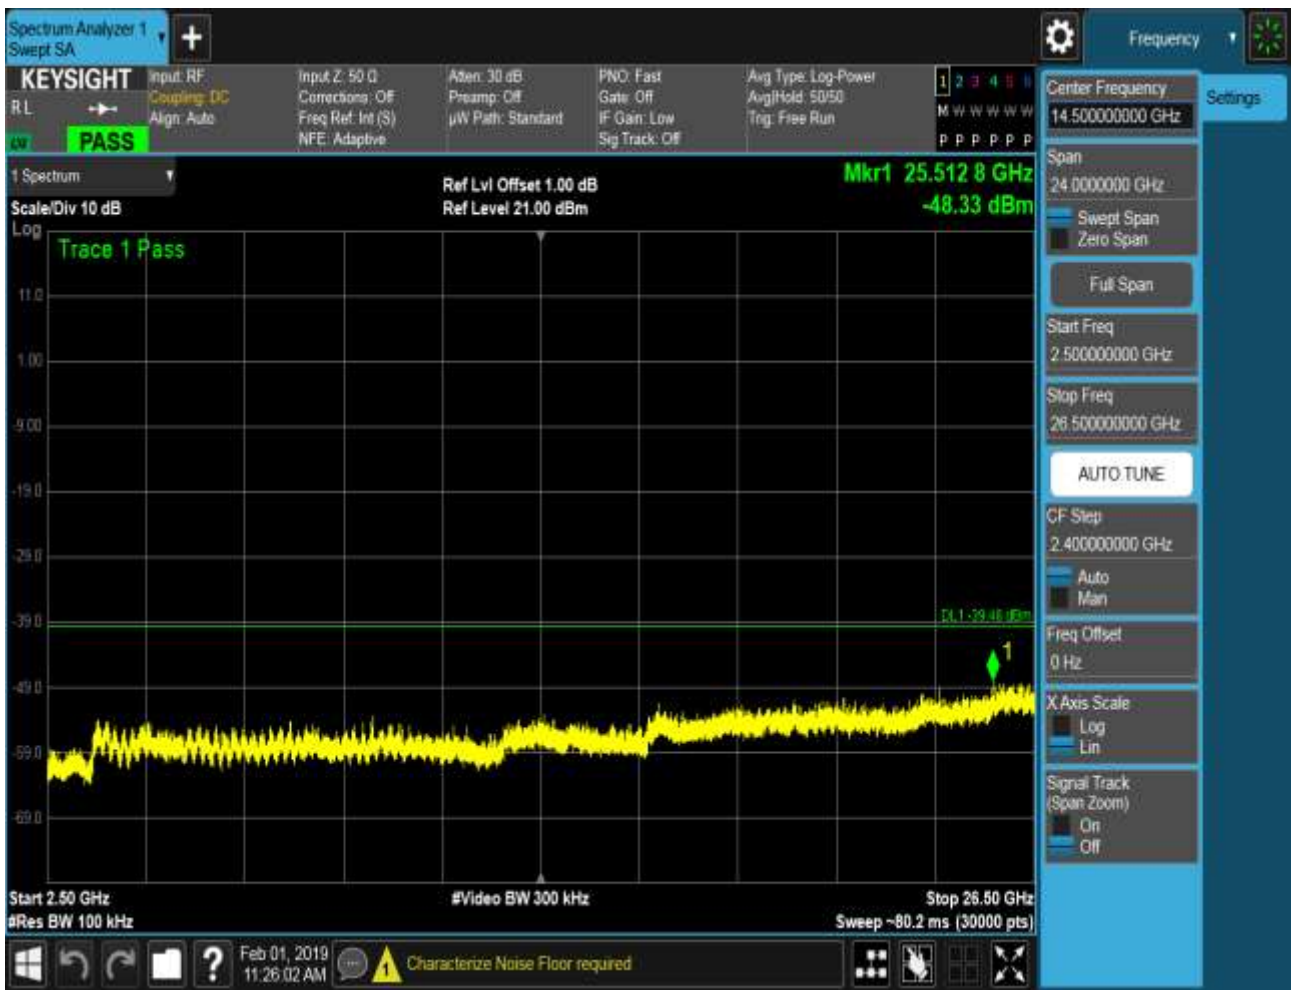 Spectrum Analyzer 1
Swept SA
+
Frequency
KEYSIGHT
R L
PASS
Input: RF
Coupling: DC
Align: Auto
Input Z: 50 Ω
Corrections: Off
Freq Ref: Int (S)
NFE: Adaptive
Atten: 30 dB
Preamp: Off
µW Path: Standard
PNO: Fast
Gate: Off
IF Gain: Low
Sig Track: Off
Avg Type: Log-Power
Avg|Hold: 50/50
Trig: Free Run
1 2 3 4 5 6
M W W W W W
P P P P P P
1 Spectrum
Scale/Div 10 dB
Log
Ref Lvl Offset 1.00 dB
Ref Level 21.00 dBm
Mkr1 25.512 8 GHz
-48.33 dBm
Trace 1 Pass
11.0
1.00
-9.00
-19.0
-29.0
-39.0
-49.0
-59.0
-69.0
DL1 -39.46 dBm
1
Start 2.50 GHz
#Res BW 100 kHz
#Video BW 300 kHz
Stop 26.50 GHz
Sweep ~80.2 ms (30000 pts)
?
Feb 01, 2019
11:26:02 AM
1
Characterize Noise Floor required
Center Frequency
14.500000000 GHz
Settings
Span
24.0000000 GHz
Swept Span
Zero Span
Full Span
Start Freq
2.500000000 GHz
Stop Freq
26.500000000 GHz
AUTO TUNE
CF Step
2.400000000 GHz
Auto
Man
Freq Offset
0 Hz
X Axis Scale
Log
Lin
Signal Track
(Span Zoom)
On
Off